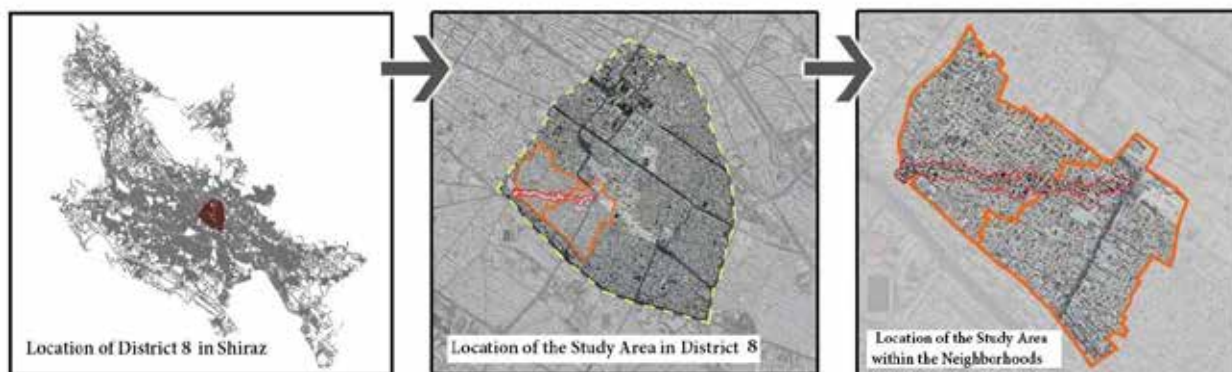 Location of District 8 in Shiraz
Location of the Study Area in District 8
Location of the Study Area
within the Neighborhoods